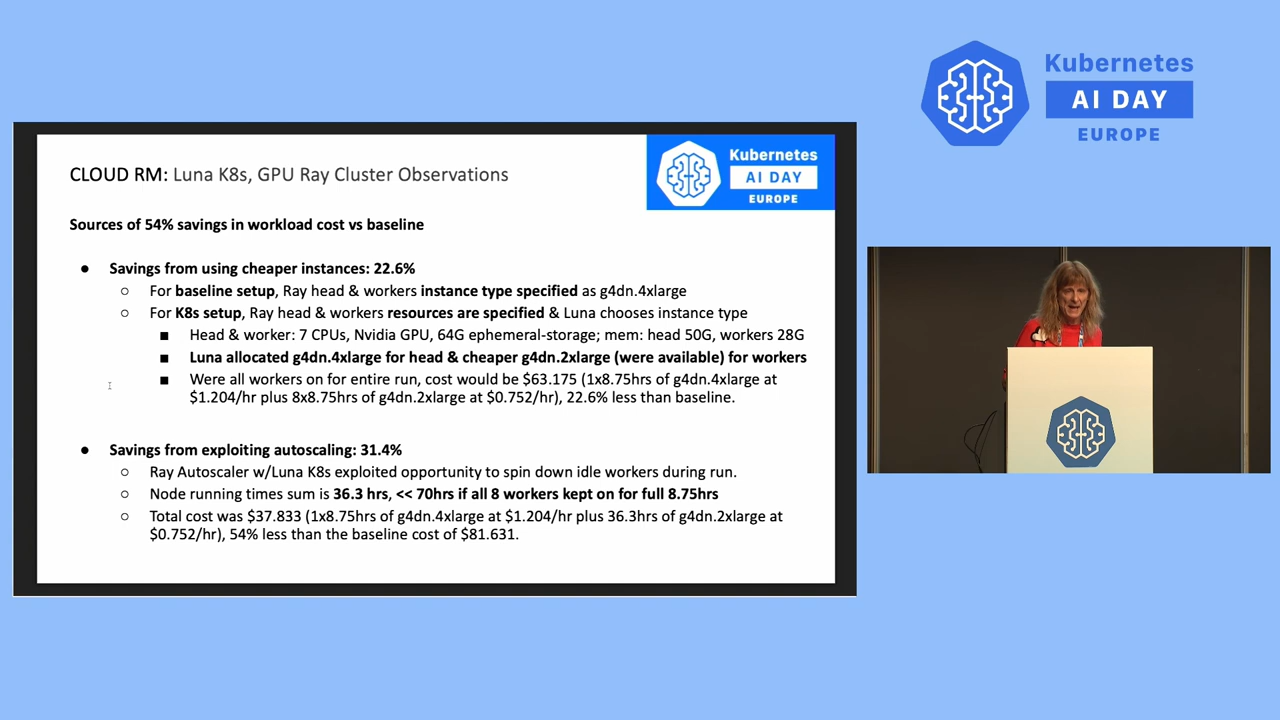 Kubernetes
AI DAY
EUROPE
CLOUD RM: Luna K8s, GPU Ray Cluster Observations
Kubernetes
AI DAY
EUROPE
Sources of 54% savings in workload cost vs baseline
● Savings from using cheaper instances: 22.6%
○ For baseline setup, Ray head & workers instance type specified as g4dn.4xlarge
○ For K8s setup, Ray head & workers resources are specified & Luna chooses instance type
■ Head & worker: 7 CPUs, Nvidia GPU, 64G ephemeral-storage; mem: head 50G, workers 28G
■ Luna allocated g4dn.4xlarge for head & cheaper g4dn.2xlarge (were available) for workers
■ Were all workers on for entire run, cost would be $63.175 (1x8.75hrs of g4dn.4xlarge at
$1.204/hr plus 8x8.75hrs of g4dn.2xlarge at $0.752/hr), 22.6% less than baseline.
● Savings from exploiting autoscaling: 31.4%
○ Ray Autoscaler w/Luna K8s exploited opportunity to spin down idle workers during run.
○ Node running times sum is 36.3 hrs, << 70hrs if all 8 workers kept on for full 8.75hrs
○ Total cost was $37.833 (1x8.75hrs of g4dn.4xlarge at $1.204/hr plus 36.3hrs of g4dn.2xlarge at
$0.752/hr), 54% less than the baseline cost of $81.631.